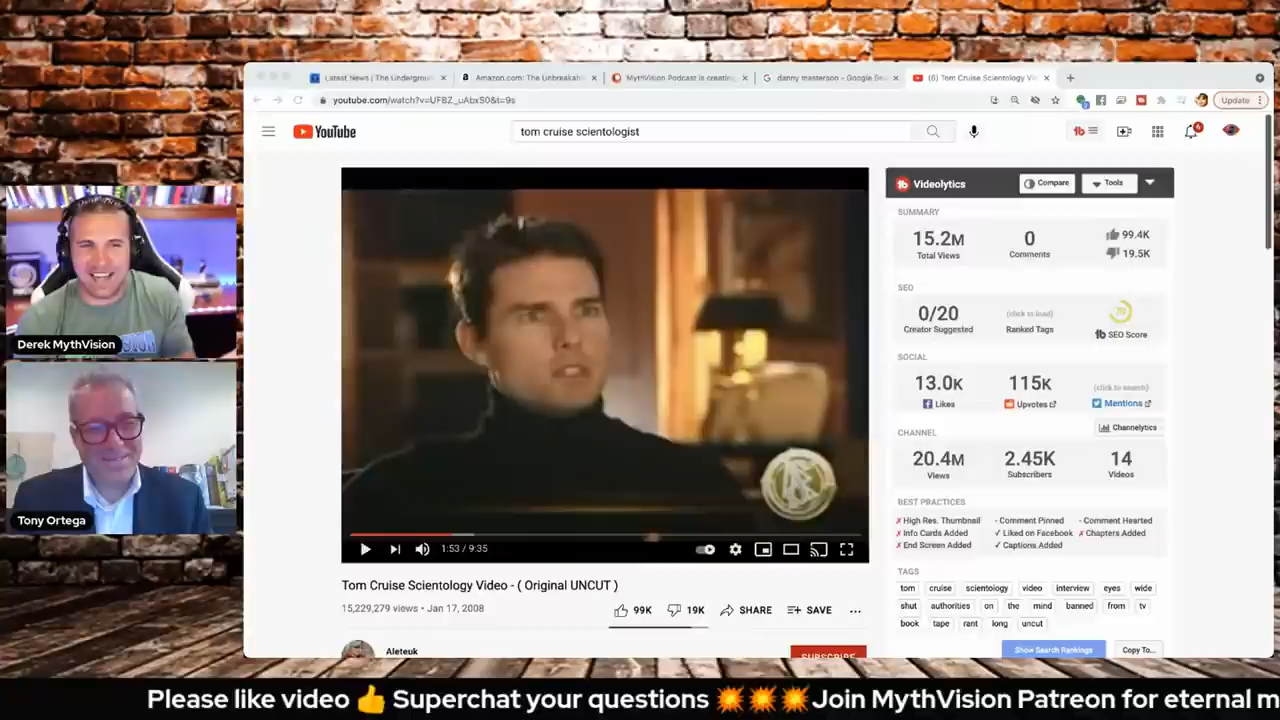 Latest News | The Undergroun
Amazon.com: The Unbreakab
MythVision Podcast is creating
danny masterson - Google Se
(6) Tom Cruise Scientology Vi
youtube.com/watch?v=UFBZ_uAbxS0&t=9s
Update
YouTube
tom cruise scientologist
6
Videolytics
Compare
Tools
SUMMARY
15.2M
Total Views
0
Comments
99.4K
19.5K
SEO
0/20
Creator Suggested
(click to load)
Ranked Tags
SEO Score
SOCIAL
13.0K
Likes
115K
Upvotes
(click to search)
Mentions
Channelytics
CHANNEL
20.4M
Views
2.45K
Subscribers
14
Videos
BEST PRACTICES
✗ High Res. Thumbnail
- Comment Pinned
- Comment Hearted
✗ Info Cards Added
✓ Liked on Facebook
✗ Chapters Added
✗ End Screen Added
✓ Captions Added
TAGS
tom cruise scientology video interview eyes wide
shut authorities on the mind banned from tv
book tape rant long uncut
Show Search Rankings
Copy To...
1:53 / 9:35
Tom Cruise Scientology Video - ( Original UNCUT )
15,229,279 views • Jan 17, 2008
99K
19K
SHARE
SAVE
Aleteuk
SUBSCRIBE
Derek MythVision
Tony Ortega
Please like video 👍 Superchat your questions 💥💥💥 Join MythVision Patreon for eternal m